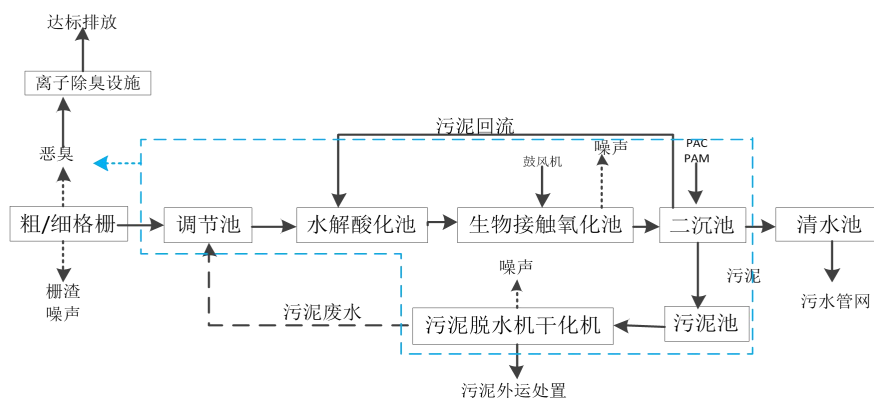 达标排放
离子除臭设施
恶臭
污泥回流
鼓风机
噪声
PAC
PAM
粗/细格栅
调节池
水解酸化池
生物接触氧化池
二沉池
清水池
栅渣
噪声
噪声
污泥
污水管网
污泥废水
污泥脱水机干化机
污泥池
污泥外运处置